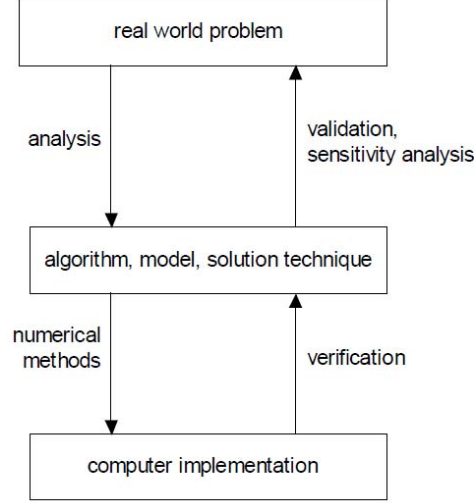 real world problem
analysis
validation,
sensitivity analysis
algorithm, model, solution technique
numerical
methods
verification
computer implementation